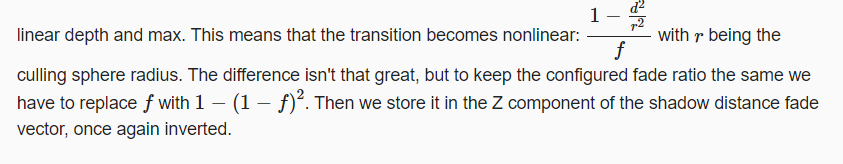 linear depth and max. This means that the transition becomes nonlinear: \frac{1 - \frac{d^2}{r^2}}{f} with r being the
culling sphere radius. The difference isn't that great, but to keep the configured fade ratio the same we
have to replace f with 1 − (1 − f)². Then we store it in the Z component of the shadow distance fade
vector, once again inverted.